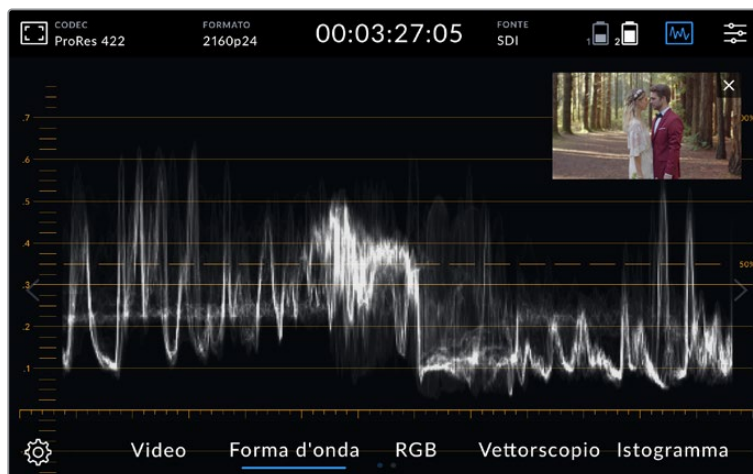 CODEC
ProRes 422
FORMATO
2160p24
00:03:27:05
FONTE
SDI
1
2
.7
.6
.5
.4
50%
.3
.2
.1
Video Forma d'onda RGB Vettorscopio Istogramma